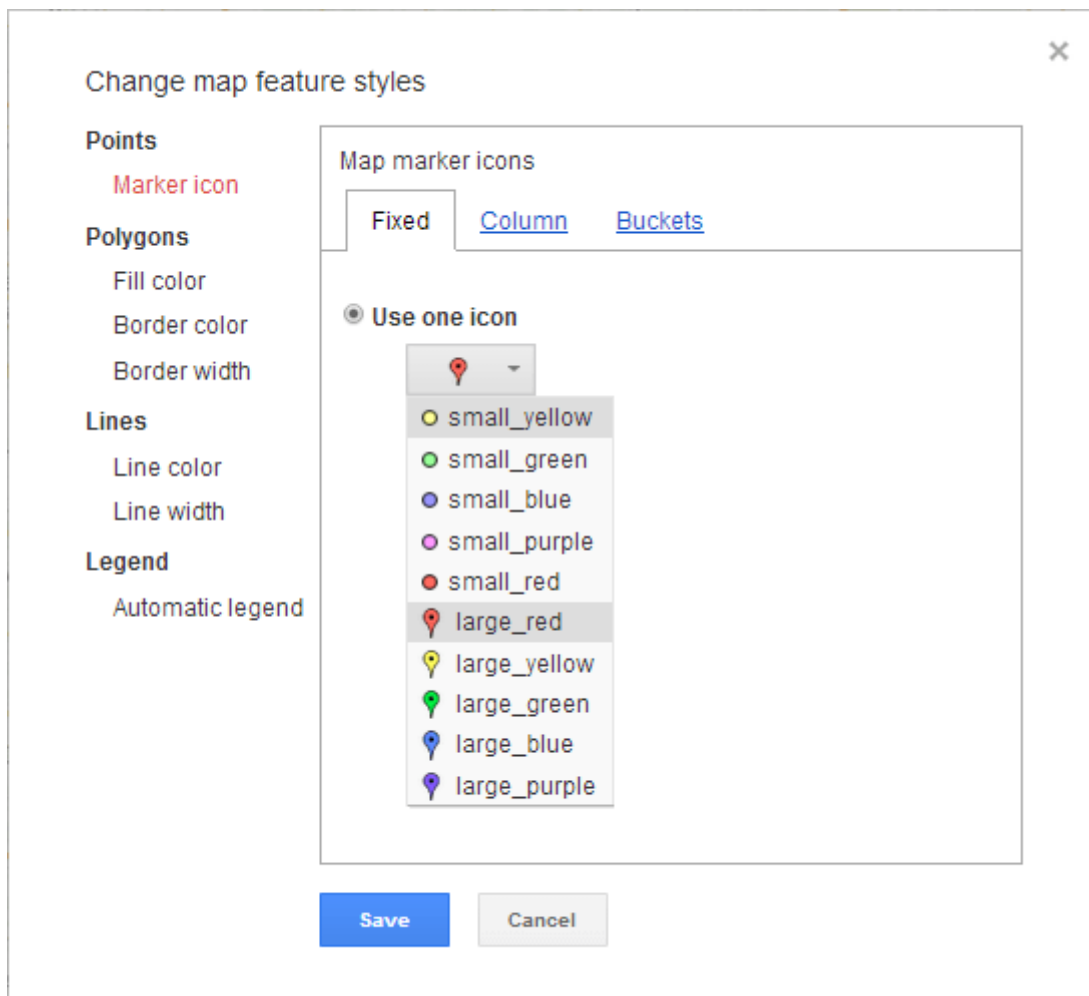 Change map feature styles
Points
Marker icon
Polygons
Fill color
Border color
Border width
Lines
Line color
Line width
Legend
Automatic legend
Map marker icons
Fixed Column Buckets
Use one icon
small_yellow
small_green
small_blue
small_purple
small_red
large_red
large_yellow
large_green
large_blue
large_purple
Save Cancel